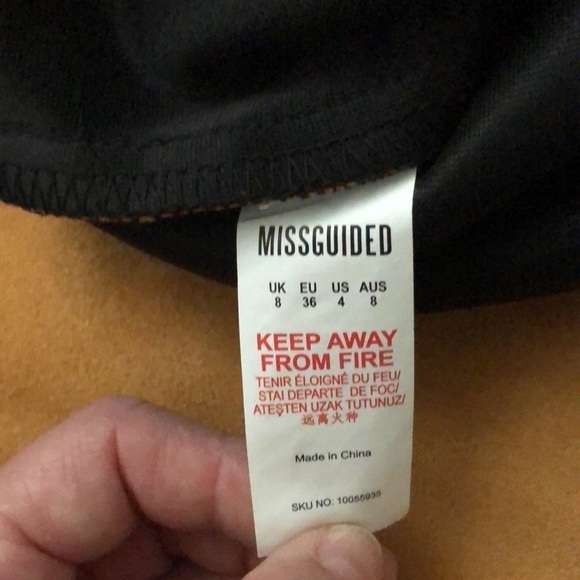 MISSGUIDED
UK EU US AUS
8 36 4 8
KEEP AWAY
FROM FIRE
TENIR ÉLOIGNÉ DU FEU/
STAI DEPARTE DE FOC/
ATEŞTEN UZAK TUTUNUZ/
远离火种
Made in China
SKU NO: 10055935